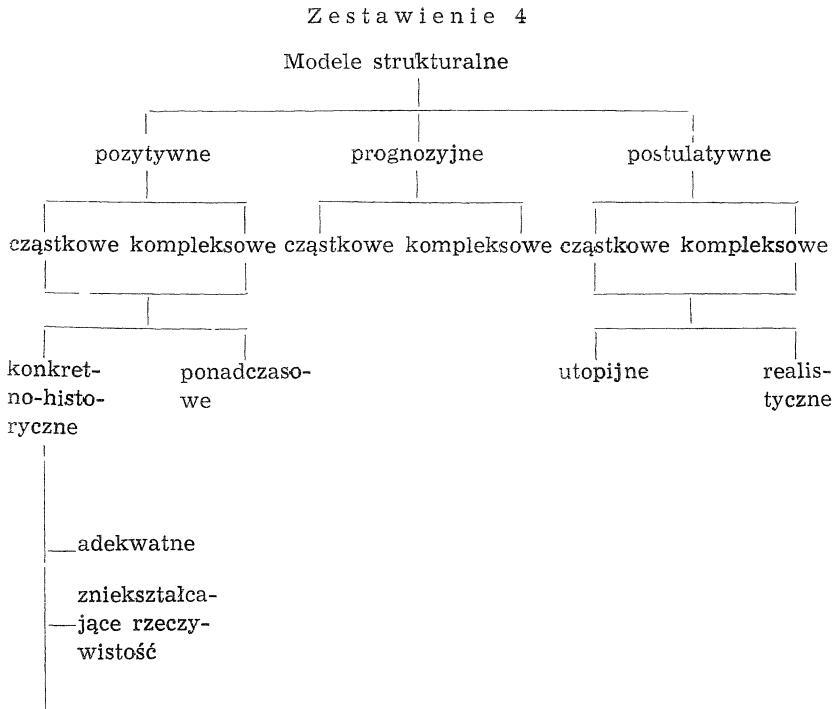 Zestawienie 4
Modele strukturalne
pozytywne prognozyjne postulatywne
cząstkowe kompleksowe cząstkowe kompleksowe cząstkowe kompleksowe
konkret- ponadczaso- utopijne realis-
no-histo- we tyczne
ryczne
adekwatne
zniekształca-
jące rzeczy-
wistość